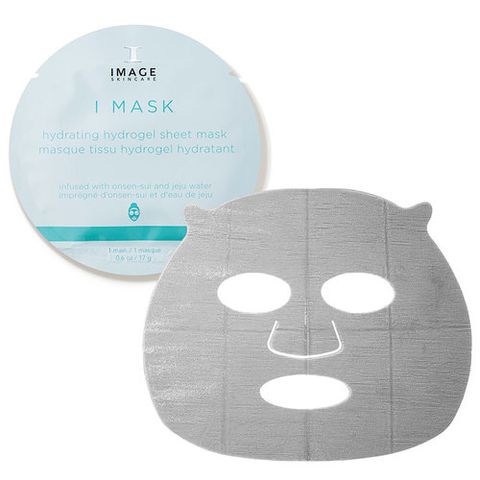 IMAGE
SKINCARE
I MASK
hydrating hydrogel sheet mask
masque tissu hydrogel hydratant
infused with onsen-sui and jeju water
imprégné d'onsen-sui et d'eau de jeju
1 mask / 1 masque
0.6 oz / 17 g